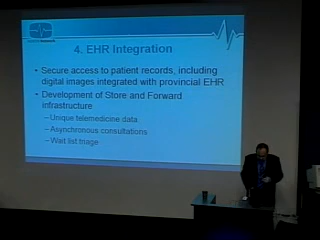 4. EHR Integration
• Secure access to patient records, including
digital images integrated with provincial EHR
• Development of Store and Forward
infrastructure
– Unique telemedicine data
– Asynchronous consultations
– Wait list triage